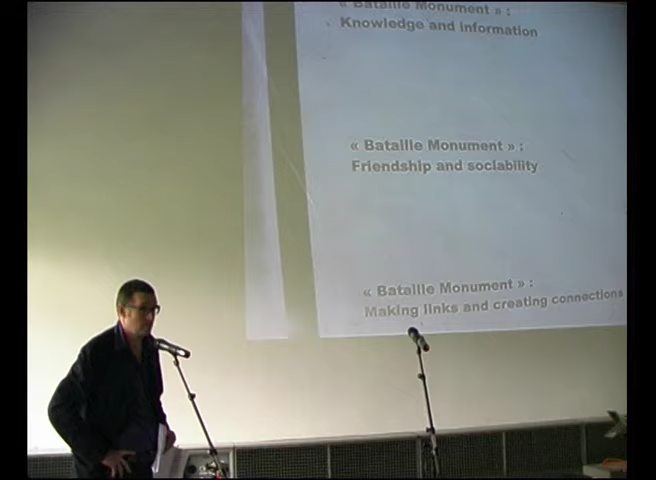 « Bataille Monument » :
Knowledge and information
« Bataille Monument » :
Friendship and sociability
« Bataille Monument » :
Making links and creating connections